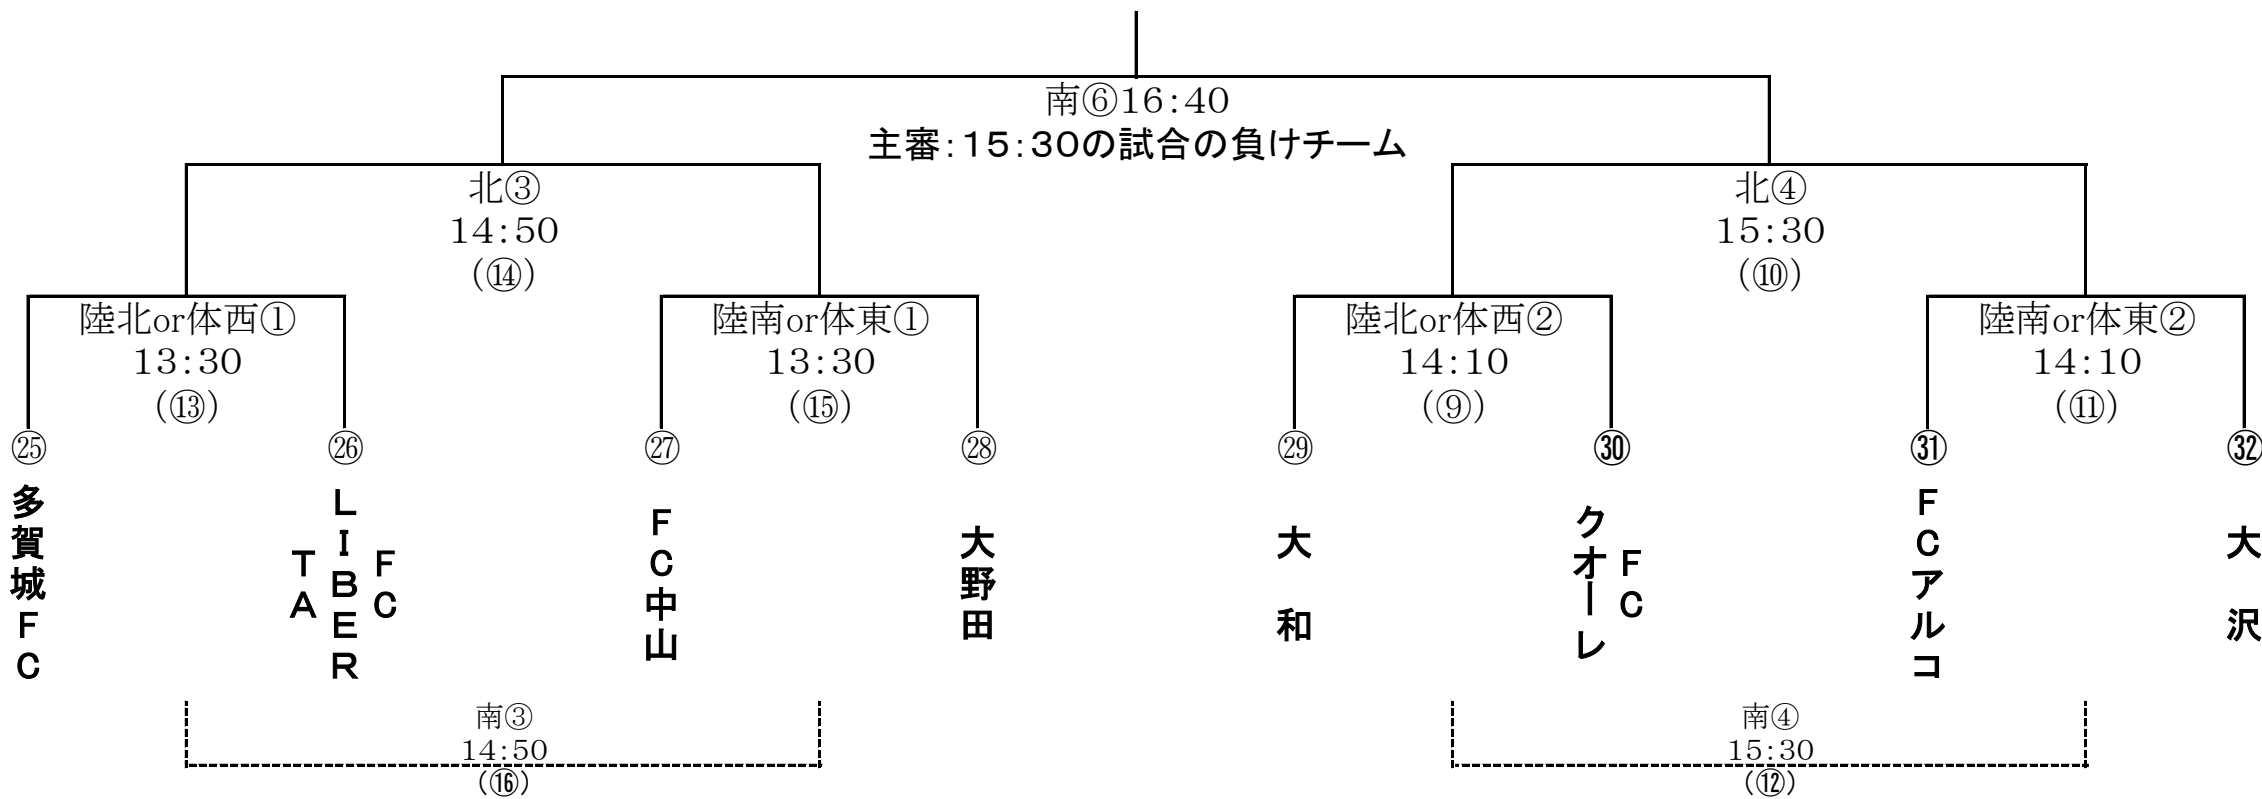 南⑥16:40
主審:15:30の試合の負けチーム
北③
14:50
(⑭)
北④
15:30
(⑩)
陸北or体西①
13:30
(⑬)
陸南or体東①
13:30
(⑮)
陸北or体西②
14:10
(⑨)
陸南or体東②
14:10
(⑪)
㉕
㉖
㉗
㉘
㉙
㉚
㉛
㉜
多賀城FC
FC
LIBER
TA
FC中山
大野田
大和
FC
クオーレ
FCアルコ
大沢
南③
14:50
(⑯)
南④
15:30
(⑫)